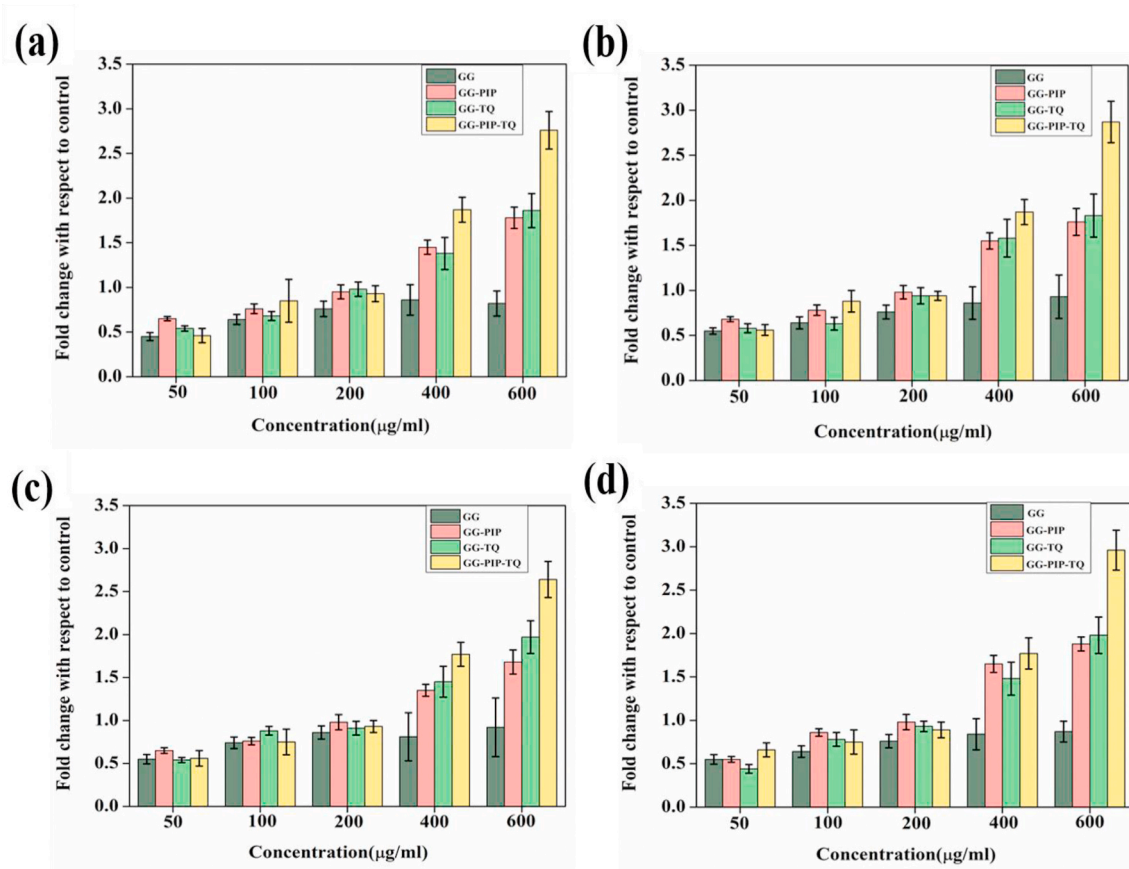 (a)
Fold change with respect to control
3.5
3.0
2.5
2.0
1.5
1.0
0.5
0.0
GG
GG-PIP
GG-TQ
GG-PIP-TQ
50 100 200 400 600
Concentration(μg/ml)
(b)
Fold change with respect to control
3.5
3.0
2.5
2.0
1.5
1.0
0.5
0.0
GG
GG-PIP
GG-TQ
GG-PIP-TQ
50 100 200 400 600
Concentration(μg/ml)
(c)
Fold change with respect to control
3.5
3.0
2.5
2.0
1.5
1.0
0.5
0.0
GG
GG-PIP
GG-TQ
GG-PIP-TQ
50 100 200 400 600
Concentration(μg/ml)
(d)
Fold change with respect to control
3.5
3.0
2.5
2.0
1.5
1.0
0.5
0.0
GG
GG-PIP
GG-TQ
GG-PIP-TQ
50 100 200 400 600
Concentration(μg/ml)